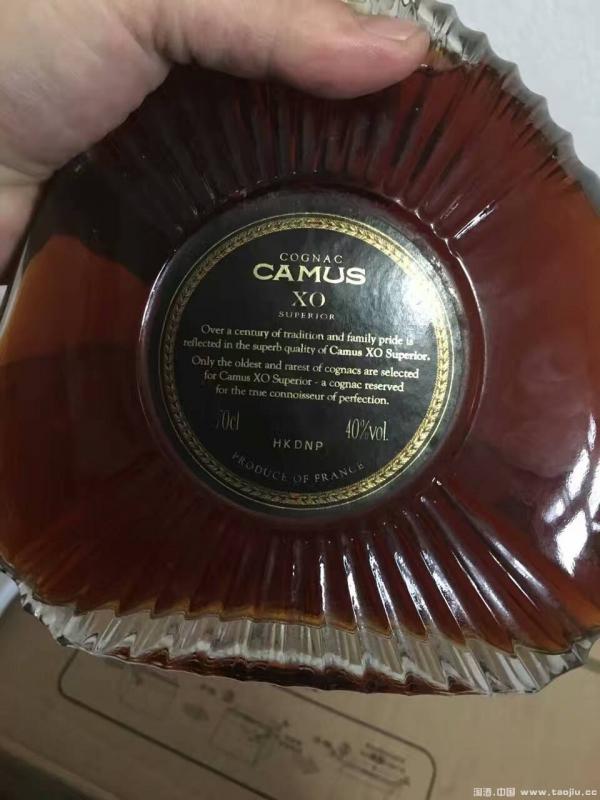 COGNAC
CAMUS
XO
SUPERIOR
Over a century of tradition and family pride is
reflected in the superb quality of Camus XO Superior.
Only the oldest and rarest of cognacs are selected
for Camus XO Superior - a cognac reserved
for the true connoisseur of perfection.
70cl 40%vol.
HKDNP
PRODUCE OF FRANCE
淘酒.中国 www.taojiu.cc